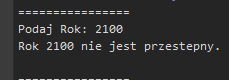 ================
Podaj Rok: 2100
Rok 2100 nie jest przestepny.
================